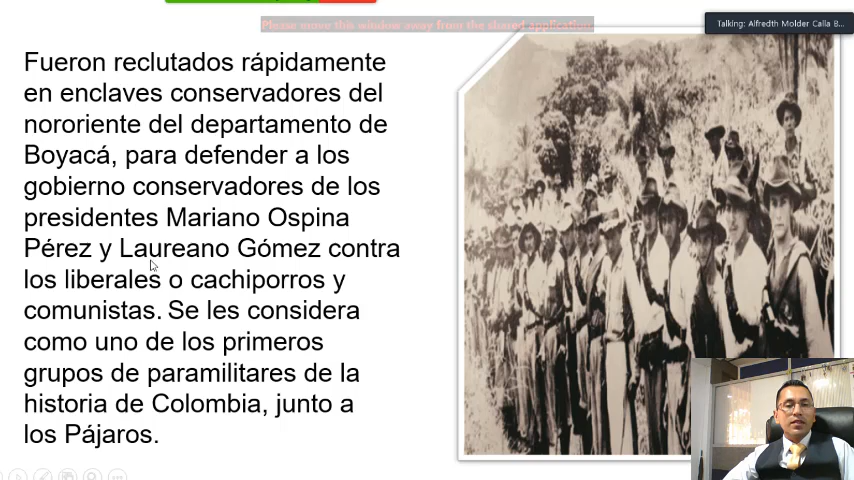 Please move this window away from the shared application.
Talking: Alfredth Molder Calla B...
Fueron reclutados rápidamente
en enclaves conservadores del
nororiente del departamento de
Boyacá, para defender a los
gobierno conservadores de los
presidentes Mariano Ospina
Pérez y Laureano Gómez contra
los liberales o cachiporros y
comunistas. Se les considera
como uno de los primeros
grupos de paramilitares de la
historia de Colombia, junto a
los Pájaros.